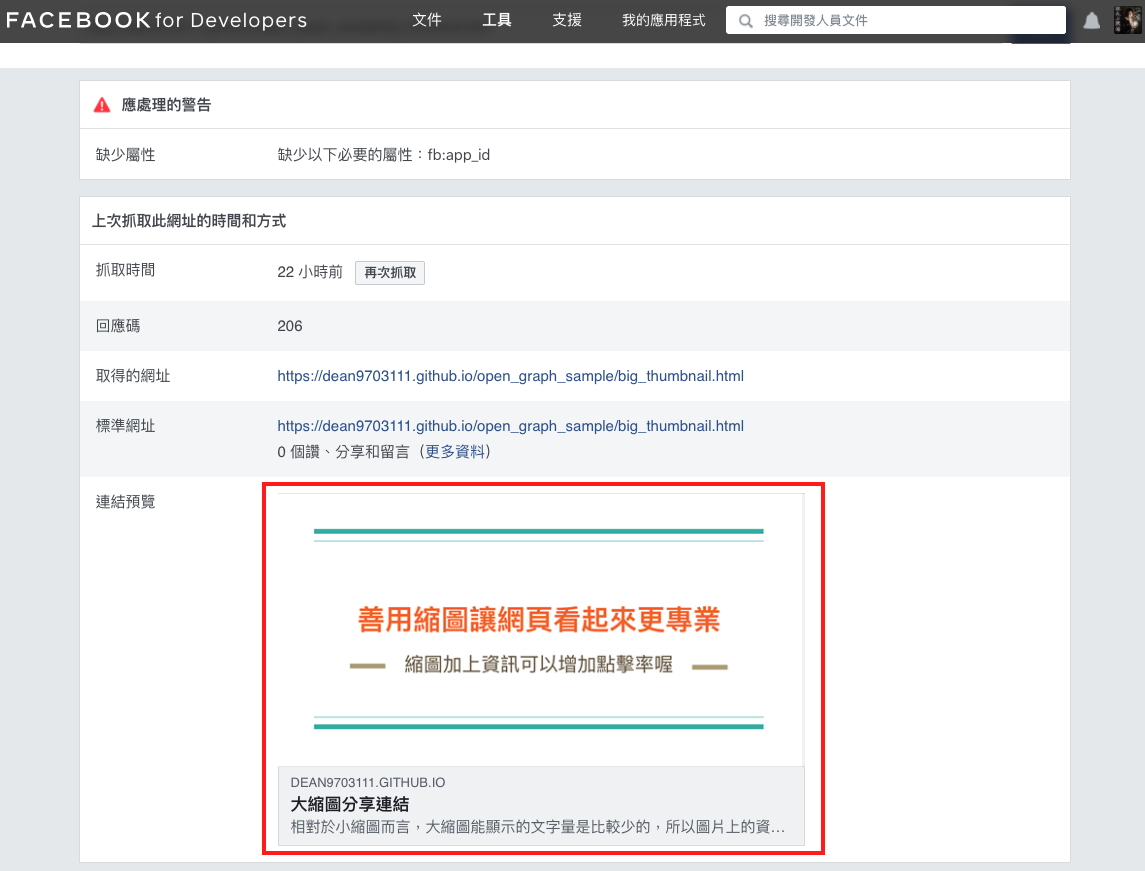 FACEBOOK for Developers 文件 工具 支援 我的應用程式 搜尋開發人員文件
應處理的警告
缺少屬性 缺少以下必要的屬性：fb:app_id
上次抓取此網址的時間和方式
抓取時間 22 小時前 再次抓取
回應碼 206
取得的網址 https://dean9703111.github.io/open_graph_sample/big_thumbnail.html
標準網址 https://dean9703111.github.io/open_graph_sample/big_thumbnail.html
0 個讚、分享和留言（更多資料）
連結預覽
善用縮圖讓網頁看起來更專業
縮圖加上資訊可以增加點擊率喔
DEAN9703111.GITHUB.IO
大縮圖分享連結
相對於小縮圖而言，大縮圖能顯示的文字量是比較少的，所以圖片上的資…